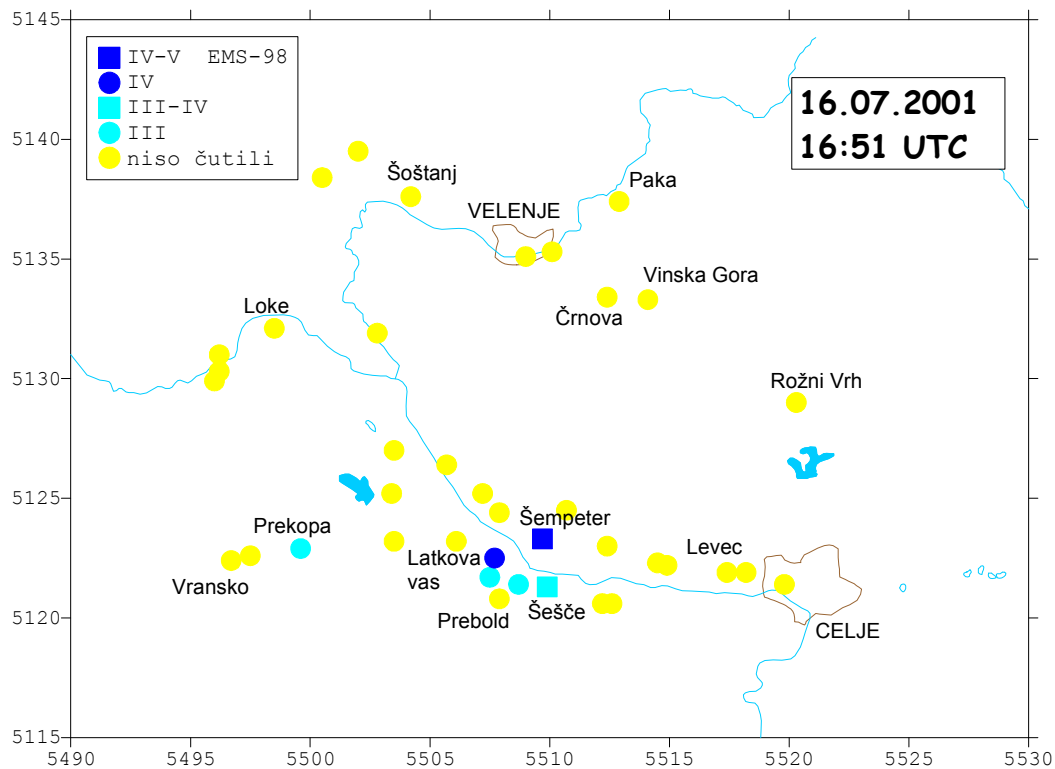 5145
5140
5135
5130
5125
5120
5115
5490 5495 5500 5505 5510 5515 5520 5525 5530
IV-V EMS-98
IV
III-IV
III
niso čutili
16.07.2001
16:51 UTC
Šoštanj
Paka
VELENJE
Vinska Gora
Loke
Črnova
Rožni Vrh
Šempeter
Prekopa
Latkova
vas
Levec
Vransko
Prebold
Šešče
CELJE